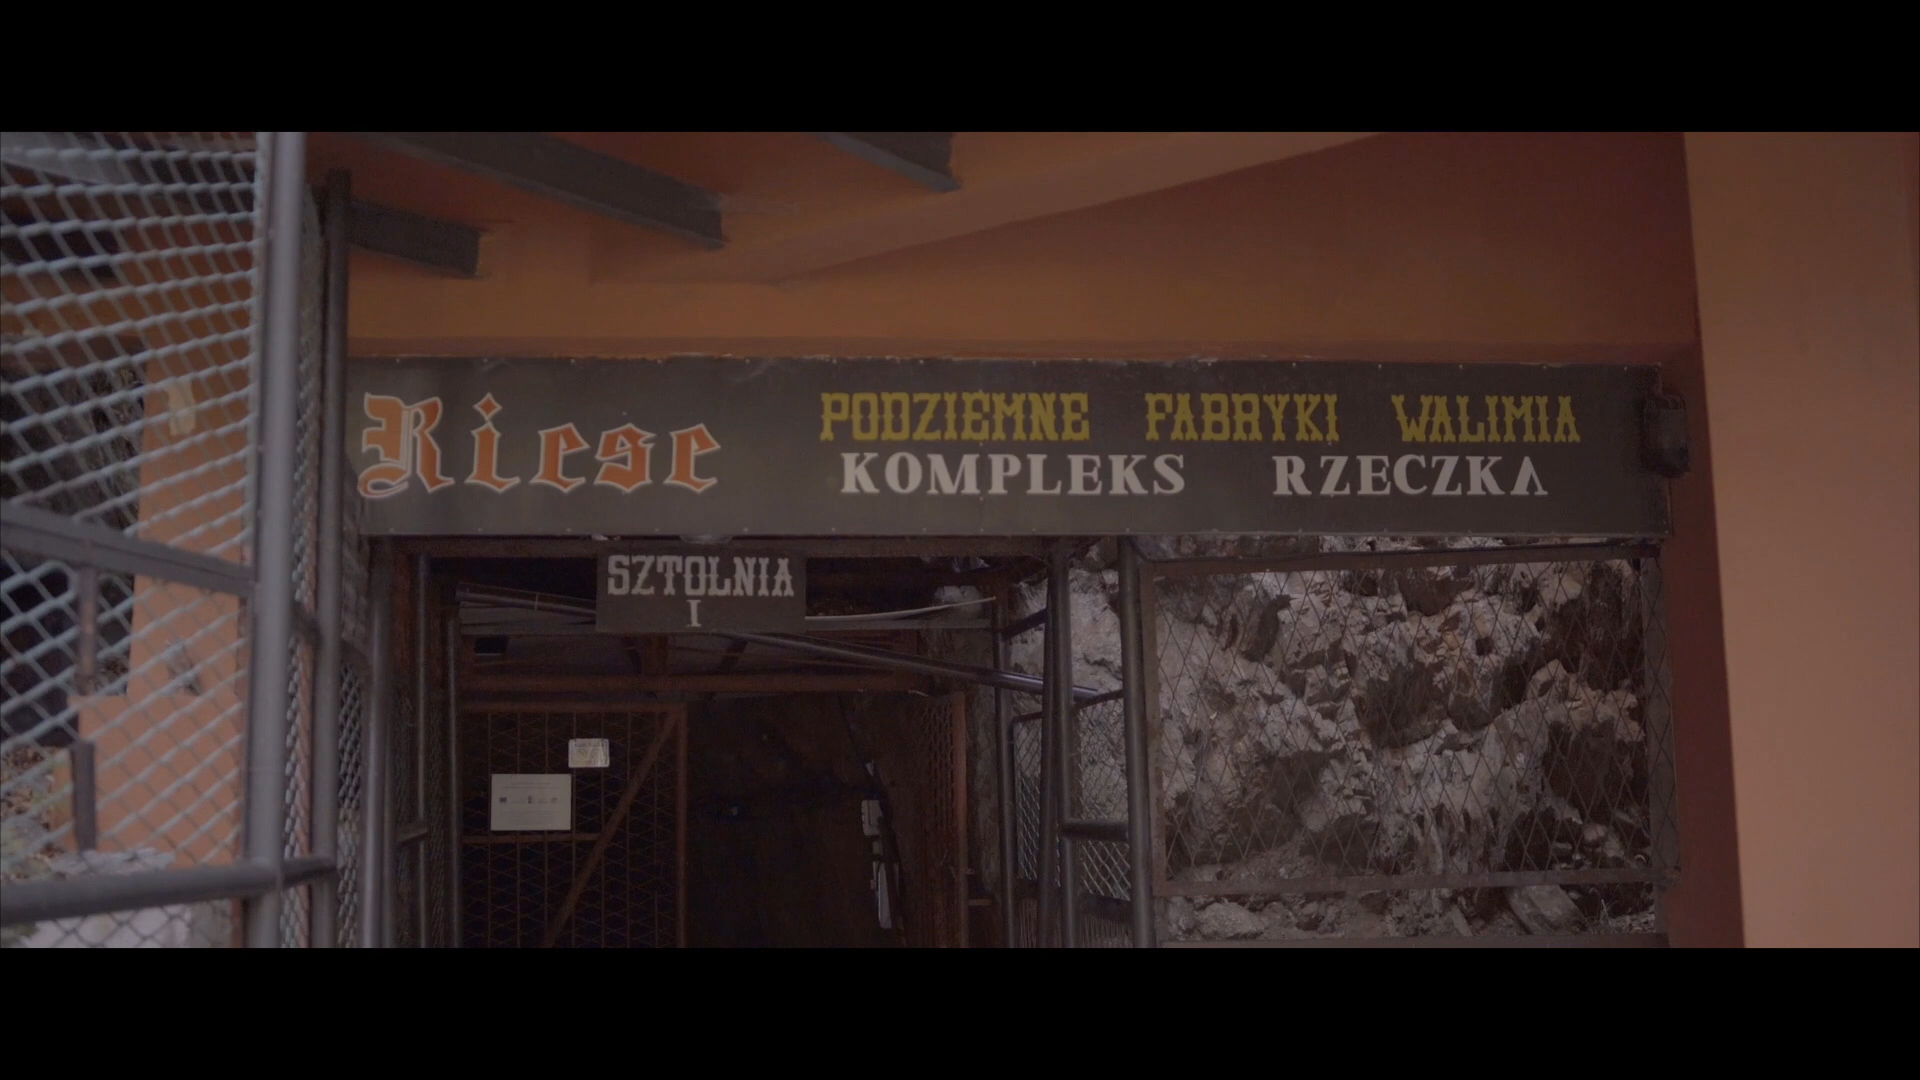 Riese
PODZIEMNE FABRYKI WALIMIA
KOMPLEKS RZECZKA
SZTOLNIA
I